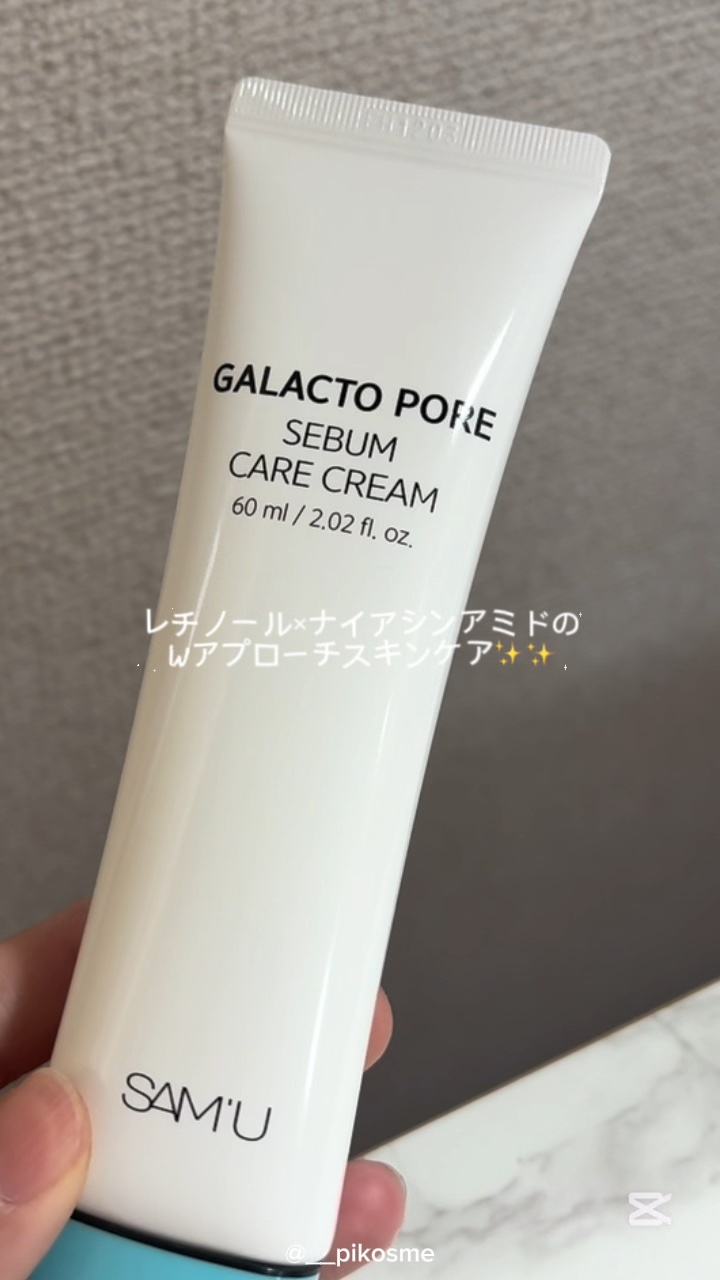 GALACTO PORE
SEBUM
CARE CREAM
60 ml / 2.02 fl. oz.
レチノール×ナイアシンアミドの
Wアプローチスキンケア✨✨
SAM'U
@__pikosme